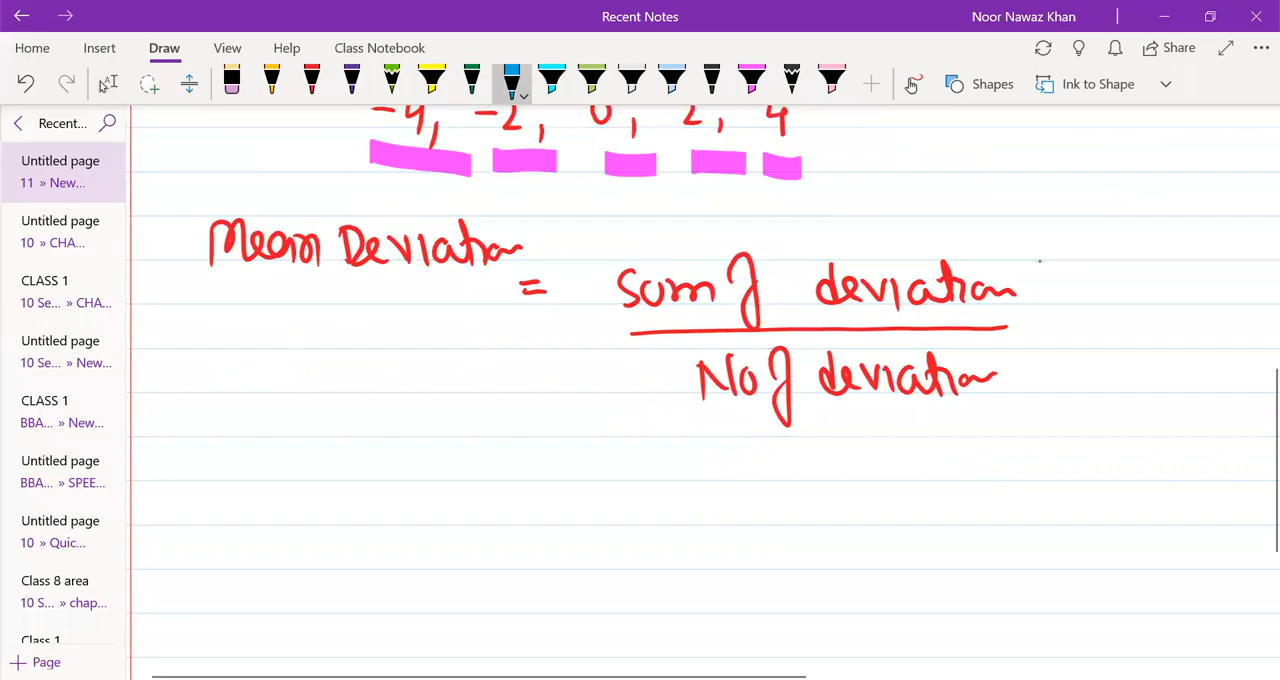 Recent Notes
Noor Nawaz Khan
Home Insert Draw View Help Class Notebook
Share
Shapes
Ink to Shape
Recent...
Untitled page
11 » New...
Untitled page
10 » CHA...
CLASS 1
10 Se... » CHA...
Untitled page
10 Se... » New...
CLASS 1
BBA... » New...
Untitled page
BBA... » SPEE...
Untitled page
10 » Quic...
Class 8 area
10 S... » chap...
Class 1
Page
-4, -2, 0, 2, 4
Mean Deviation
= sum of deviation
No of deviation